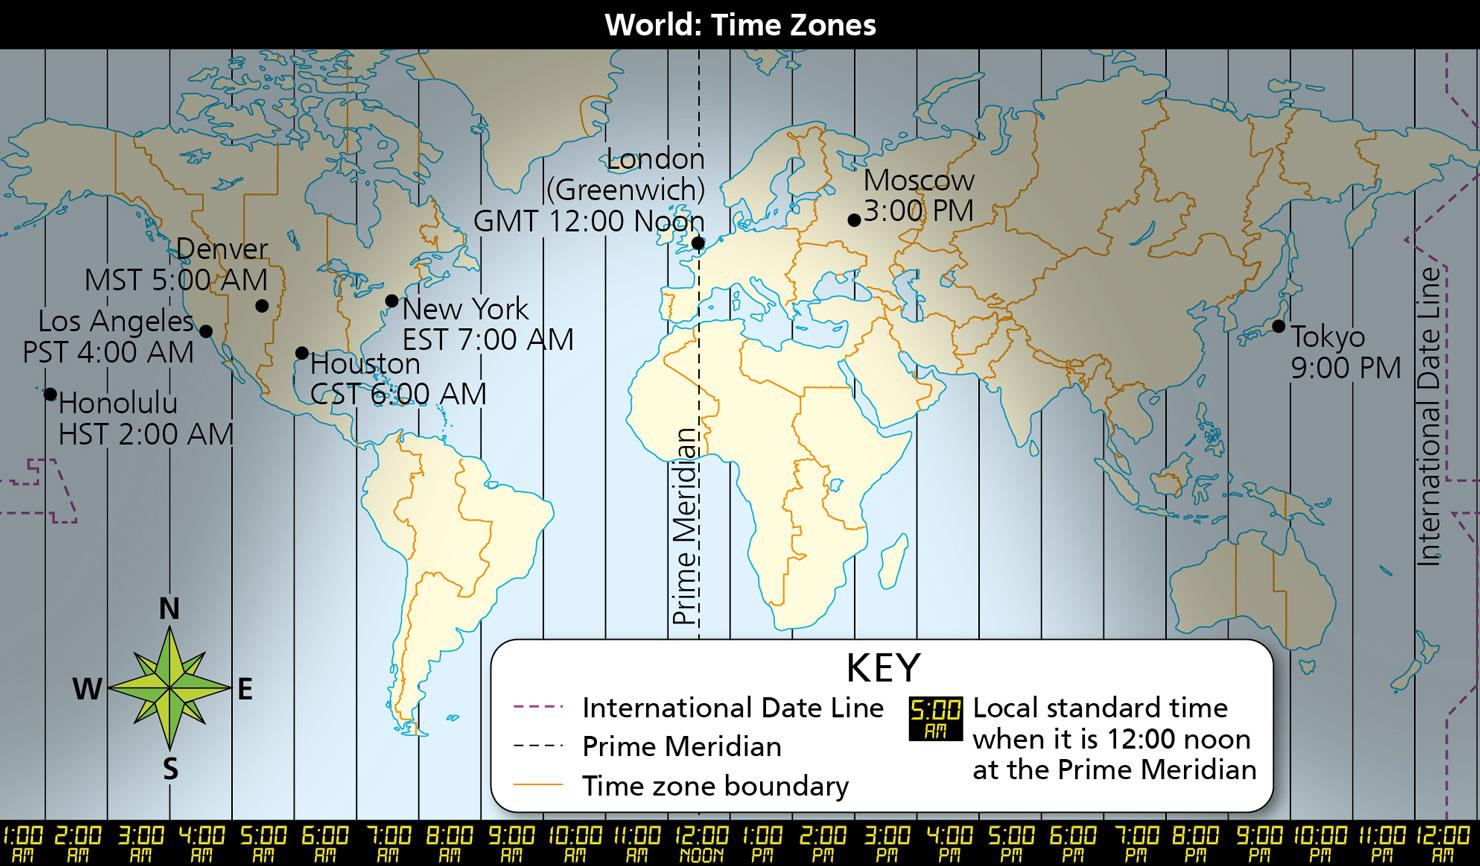 World: Time Zones
London
(Greenwich)
GMT 12:00 Noon
Moscow
3:00 PM
Denver
MST 5:00 AM
Los Angeles
PST 4:00 AM
New York
EST 7:00 AM
Houston
CST 6:00 AM
Honolulu
HST 2:00 AM
Tokyo
9:00 PM
Prime Meridian
International Date Line
N
W
E
S
KEY
International Date Line
Prime Meridian
Time zone boundary
5:00
AM
Local standard time
when it is 12:00 noon
at the Prime Meridian
1:00 2:00 3:00 4:00 5:00 6:00 7:00 8:00 9:00 10:00 11:00 12:00 1:00 2:00 3:00 4:00 5:00 6:00 7:00 8:00 9:00 10:00 11:00 12:00
AM AM AM AM AM AM AM AM AM AM AM NOON PM PM PM PM PM PM PM PM PM PM PM AM